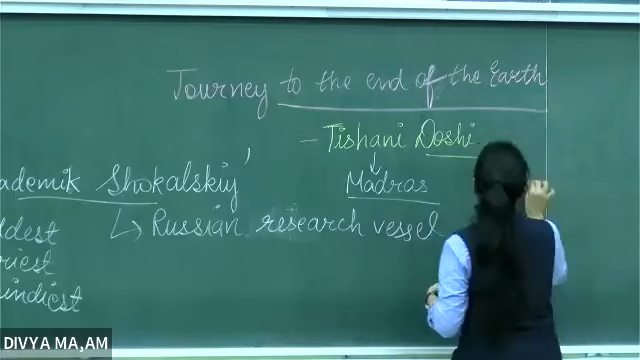 Journey to the end of the Earth
- Tishani Doshi
Madras
ademik Shokalskiy'
↳ Russian research vessel
ldest
riest
indiest
DIVYA MA,AM